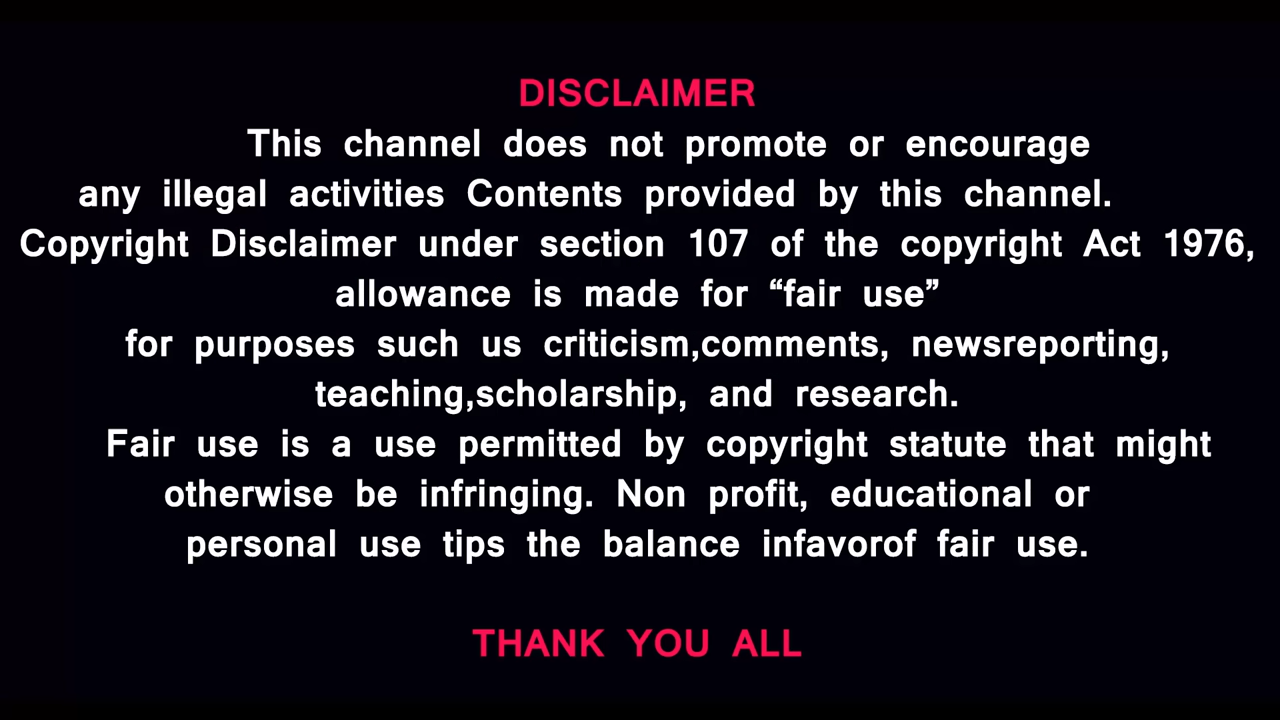 DISCLAIMER
This channel does not promote or encourage
any illegal activities Contents provided by this channel.
Copyright Disclaimer under section 107 of the copyright Act 1976,
allowance is made for “fair use”
for purposes such us criticism,comments, newsreporting,
teaching,scholarship, and research.
Fair use is a use permitted by copyright statute that might
otherwise be infringing. Non profit, educational or
personal use tips the balance infavorof fair use.
THANK YOU ALL